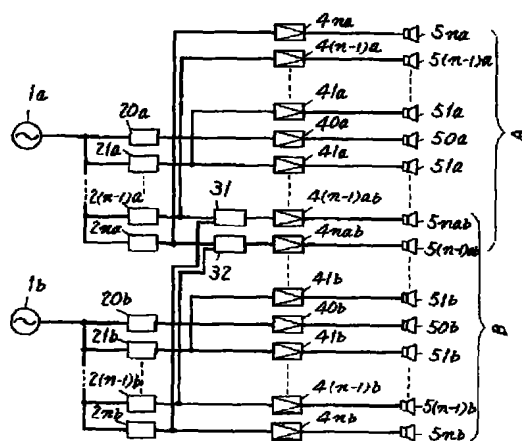 4na 5na
4(n-1)a 5(n-1)a
1a 41a 51a
20a 40a 50a
21a 41a 51a
A
2(n-1)a 31 4(n-1)ab 5nab
2na 32 4nab 5(n-1)ab
41b 51b
1b 20b 40b 50b
B
21b 41b 51b
2(n-1)b 4(n-1)b 5(n-1)b
2nb 4nb 5nb